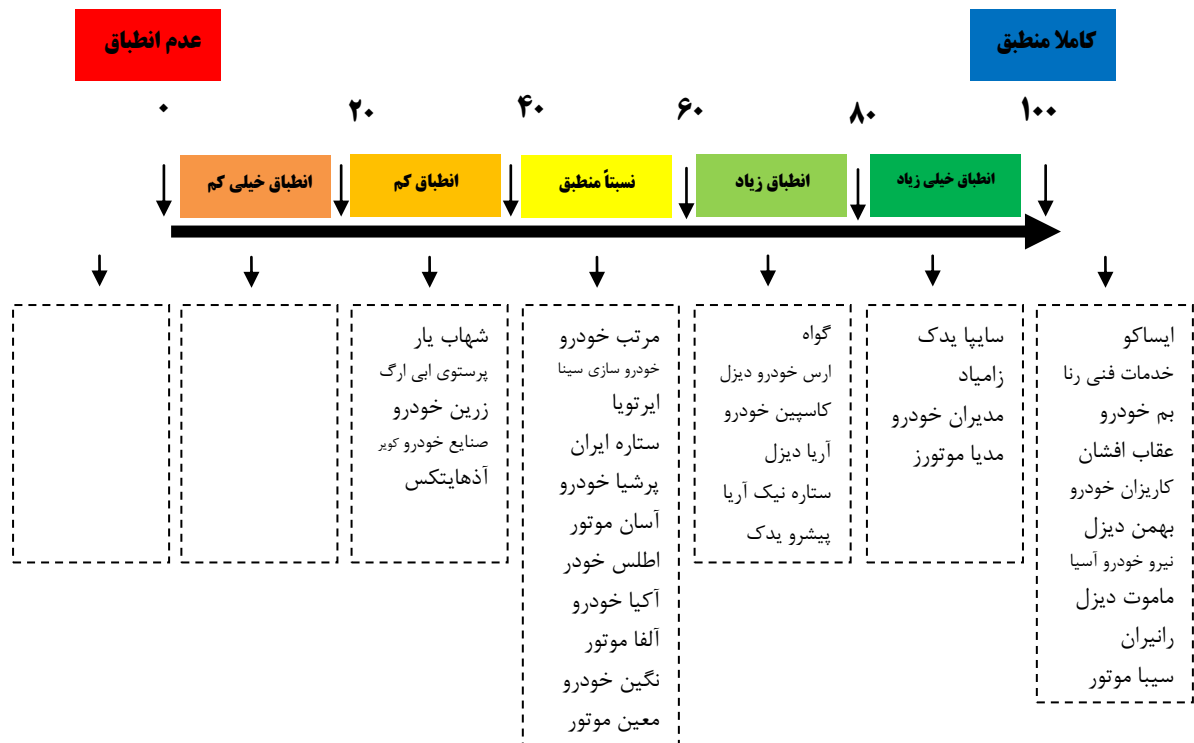 کاملا منطبق
عدم انطباق
۰
۲۰
۴۰
۶۰
۸۰
۱۰۰
انطباق خیلی کم
انطباق کم
نسبتاً منطبق
انطباق زیاد
انطباق خیلی زیاد
ایساکو
خدمات فنی رنا
بم خودرو
عقاب افشان
کاریزان خودرو
بهمن دیزل
نیرو خودرو آسیا
ماموت دیزل
رانیران
سیبا موتور
سایپا یدک
زامیاد
مدیران خودرو
مدیا موتورز
گواه
ارس خودرو دیزل
کاسپین خودرو
آریا دیزل
ستاره نیک آریا
پیشرو یدک
مرتب خودرو
خودرو سازی سینا
ایرتویا
ستاره ایران
پرشیا خودرو
آسان موتور
اطلس خودر
آکیا خودرو
آلفا موتور
نگین خودرو
معین موتور
شهاب یار
پرستوی ابی ارگ
زرین خودرو
صنایع خودرو کویر
آذهایتکس